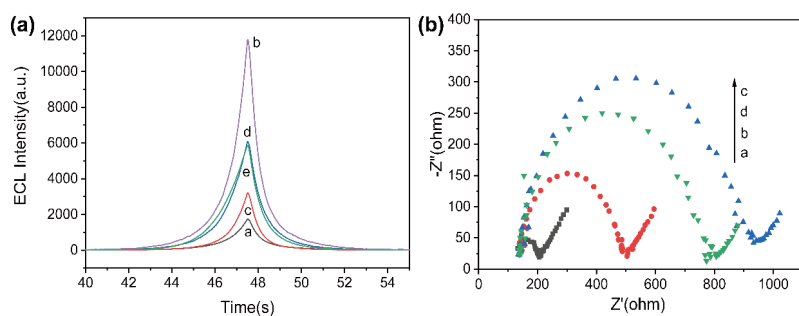 (a)
ECL Intensity(a.u.)
12000
10000
8000
6000
4000
2000
0
b
d
e
c
a
40 42 44 46 48 50 52 54
Time(s)
(b)
-Z"(ohm)
400
350
300
250
200
150
100
50
0
c
d
b
a
0 200 400 600 800 1000
Z'(ohm)